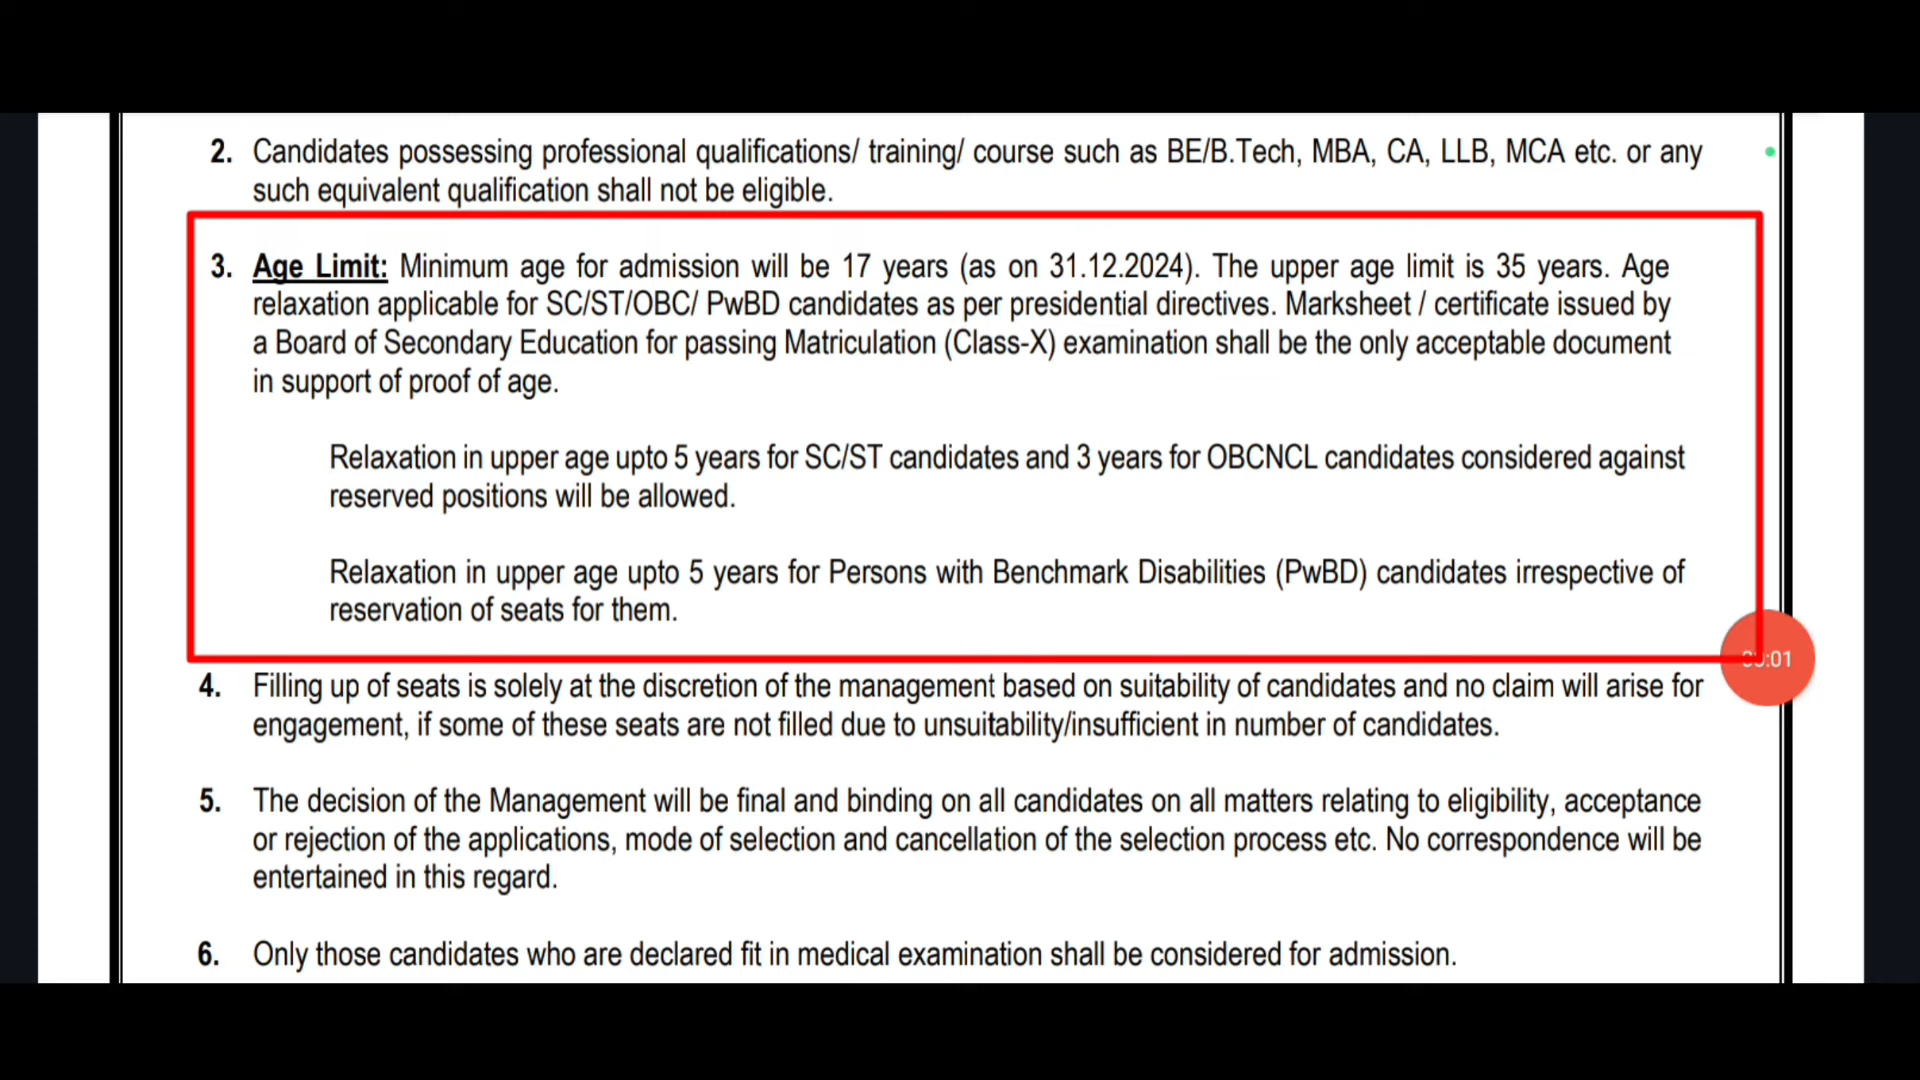 2. Candidates possessing professional qualifications/ training/ course such as BE/B.Tech, MBA, CA, LLB, MCA etc. or any
such equivalent qualification shall not be eligible.
3. Age Limit: Minimum age for admission will be 17 years (as on 31.12.2024). The upper age limit is 35 years. Age
relaxation applicable for SC/ST/OBC/ PwBD candidates as per presidential directives. Marksheet / certificate issued by
a Board of Secondary Education for passing Matriculation (Class-X) examination shall be the only acceptable document
in support of proof of age.
Relaxation in upper age upto 5 years for SC/ST candidates and 3 years for OBCNCL candidates considered against
reserved positions will be allowed.
Relaxation in upper age upto 5 years for Persons with Benchmark Disabilities (PwBD) candidates irrespective of
reservation of seats for them.
4. Filling up of seats is solely at the discretion of the management based on suitability of candidates and no claim will arise for
engagement, if some of these seats are not filled due to unsuitability/insufficient in number of candidates.
5. The decision of the Management will be final and binding on all candidates on all matters relating to eligibility, acceptance
or rejection of the applications, mode of selection and cancellation of the selection process etc. No correspondence will be
entertained in this regard.
6. Only those candidates who are declared fit in medical examination shall be considered for admission.